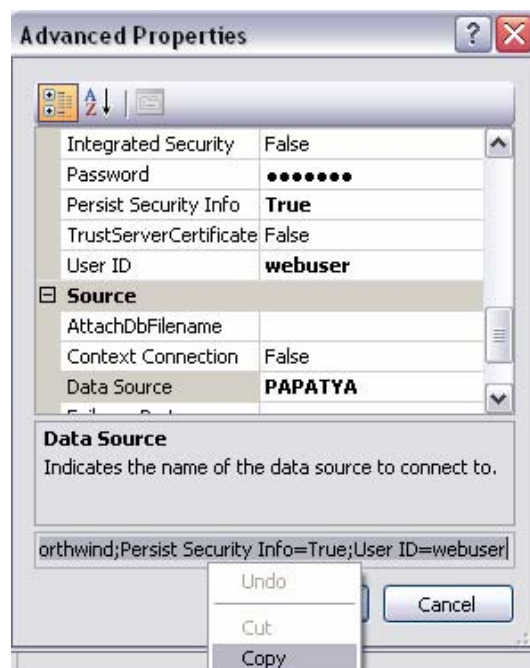 Advanced Properties
Integrated Security False
Password ●●●●●●●
Persist Security Info True
TrustServerCertificate False
User ID webuser
Source
AttachDbFilename
Context Connection False
Data Source PAPATYA
Data Source
Indicates the name of the data source to connect to.
orthwind;Persist Security Info=True;User ID=webuser
Undo
Cancel
Cut
Copy